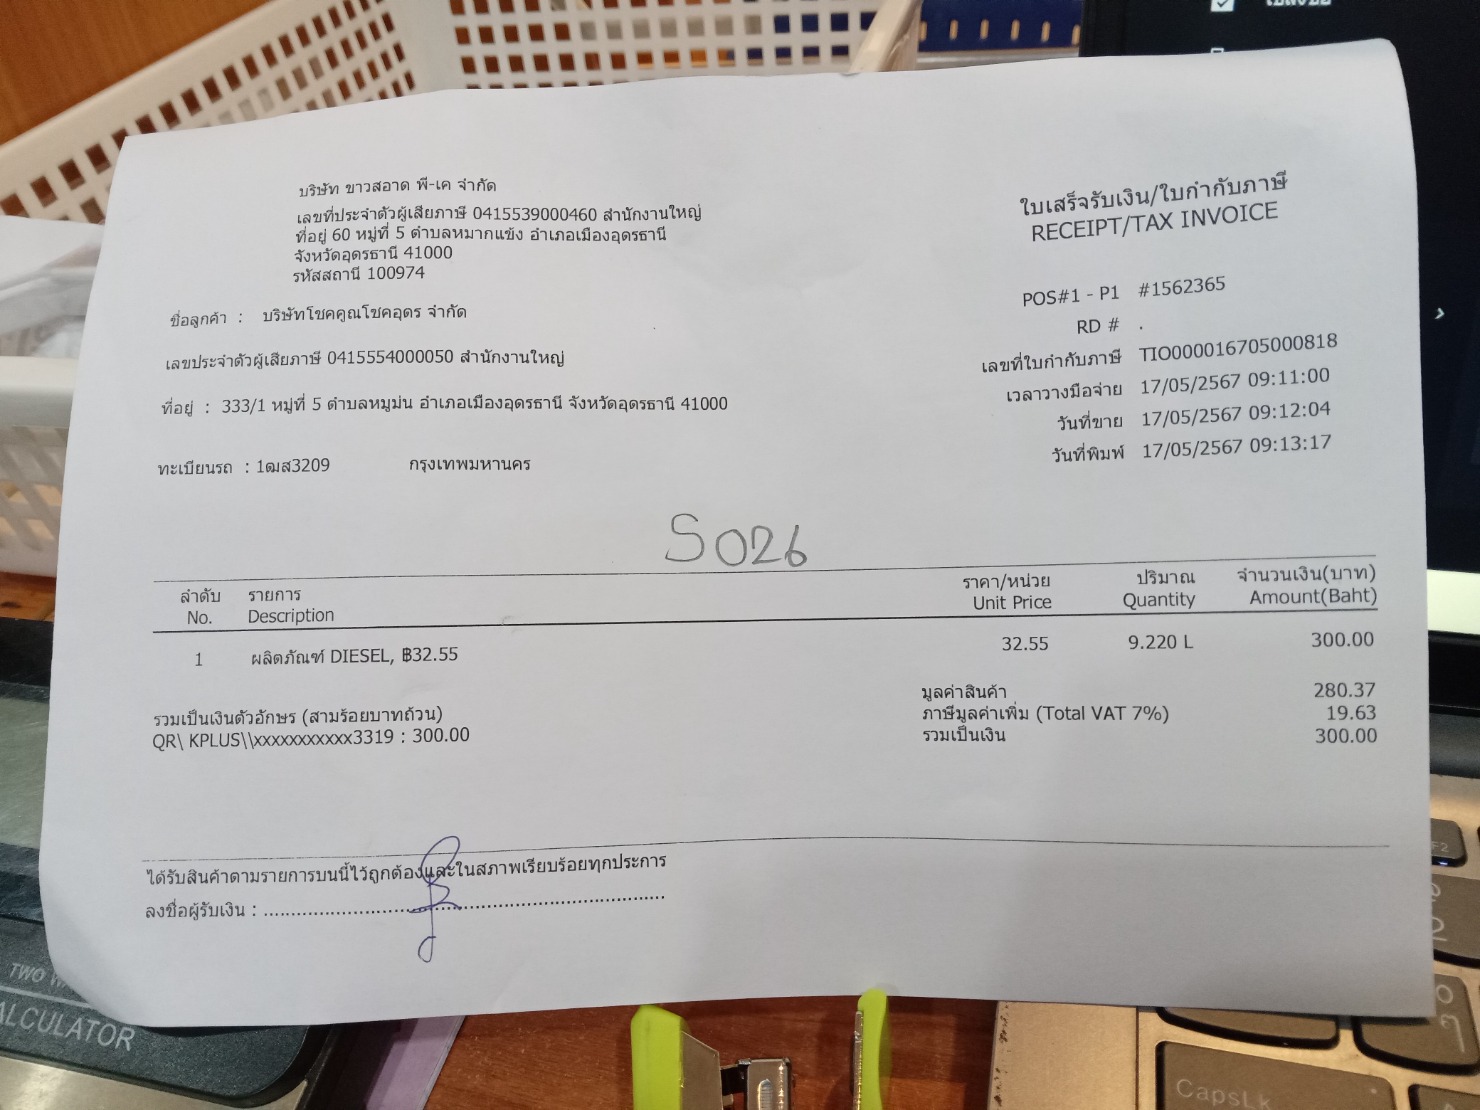 บริษัท ขาวสอาด พี-เค จำกัด
เลขที่ประจำตัวผู้เสียภาษี 0415539000460 สำนักงานใหญ่
ที่อยู่ 60 หมู่ที่ 5 ตำบลหมากแข้ง อำเภอเมืองอุดรธานี
จังหวัดอุดรธานี 41000
รหัสสถานี 100974
ใบเสร็จรับเงิน/ใบกำกับภาษี
RECEIPT/TAX INVOICE
ชื่อลูกค้า : บริษัทโชคคูณโชคอุดร จำกัด
เลขประจำตัวผู้เสียภาษี 0415554000050 สำนักงานใหญ่
ที่อยู่ : 333/1 หมู่ที่ 5 ตำบลหมูม่น อำเภอเมืองอุดรธานี จังหวัดอุดรธานี 41000
ทะเบียนรถ : 1ฒส3209 กรุงเทพมหานคร
POS#1 - P1 #1562365
RD # .
เลขที่ใบกำกับภาษี TIO000016705000818
เวลาวางมือจ่าย 17/05/2567 09:11:00
วันที่ขาย 17/05/2567 09:12:04
วันที่พิมพ์ 17/05/2567 09:13:17
S026
ลำดับ รายการ ราคา/หน่วย ปริมาณ จำนวนเงิน(บาท)
No. Description Unit Price Quantity Amount(Baht)
1 ผลิตภัณฑ์ DIESEL, ฿32.55 32.55 9.220 L 300.00
มูลค่าสินค้า 280.37
ภาษีมูลค่าเพิ่ม (Total VAT 7%) 19.63
รวมเป็นเงิน 300.00
รวมเป็นเงินตัวอักษร (สามร้อยบาทถ้วน)
QR\ KPLUS\\xxxxxxxxxxx3319 : 300.00
ได้รับสินค้าตามรายการบนนี้ไว้ถูกต้องและในสภาพเรียบร้อยทุกประการ
ลงชื่อผู้รับเงิน :
TWO
CALCULATOR
F2
CapsLk